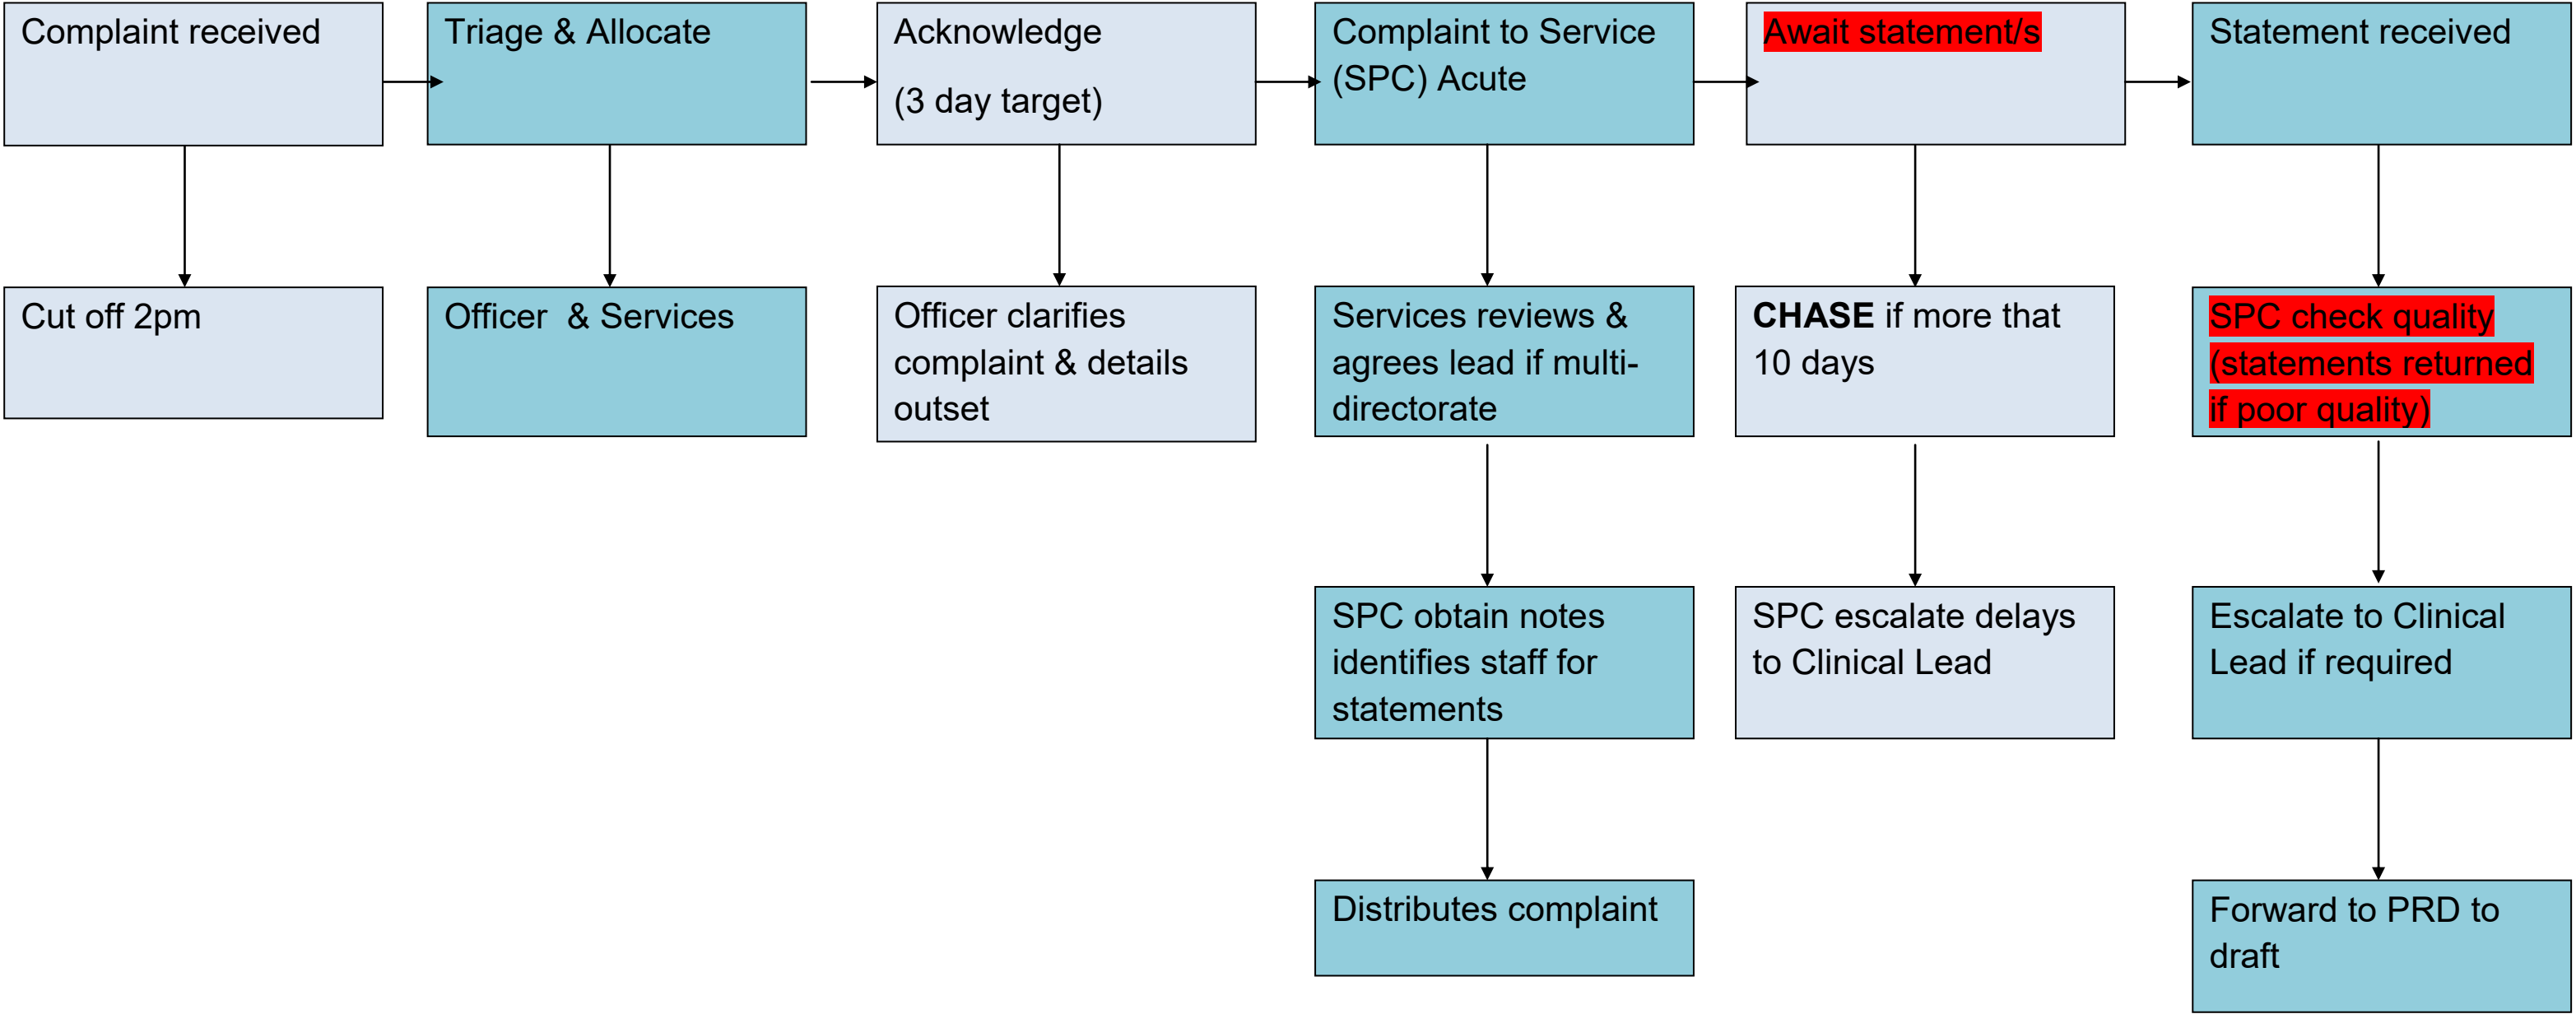 Complaint received
Triage & Allocate
Acknowledge
(3 day target)
Complaint to Service
(SPC) Acute
Await statement/s
Statement received
Cut off 2pm
Officer  & Services
Officer clarifies
complaint & details
outset
Services reviews &
agrees lead if multi-
directorate
CHASE if more that
10 days
SPC check quality
(statements returned
if poor quality)
SPC obtain notes
identifies staff for
statements
SPC escalate delays
to Clinical Lead
Escalate to Clinical
Lead if required
Distributes complaint
Forward to PRD to
draft